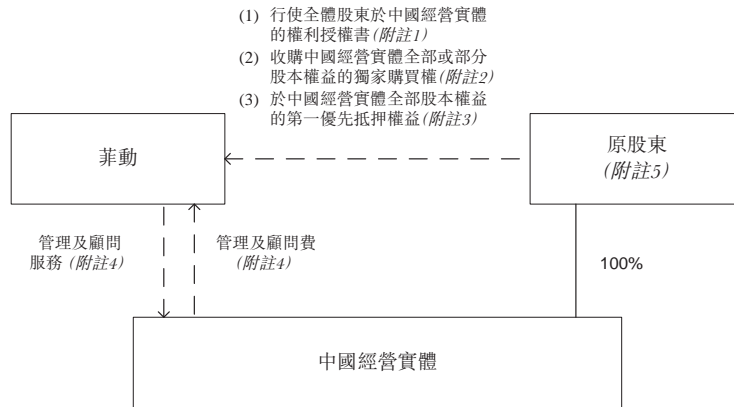 (1) 行使全體股東於中國經營實體
的權利授權書(附註1)
(2) 收購中國經營實體全部或部分
股本權益的獨家購買權(附註2)
(3) 於中國經營實體全部股本權益
的第一優先抵押權益(附註3)
菲動
原股東
(附註5)
管理及顧問
服務 (附註4)
管理及顧問費
(附註4)
100%
中國經營實體